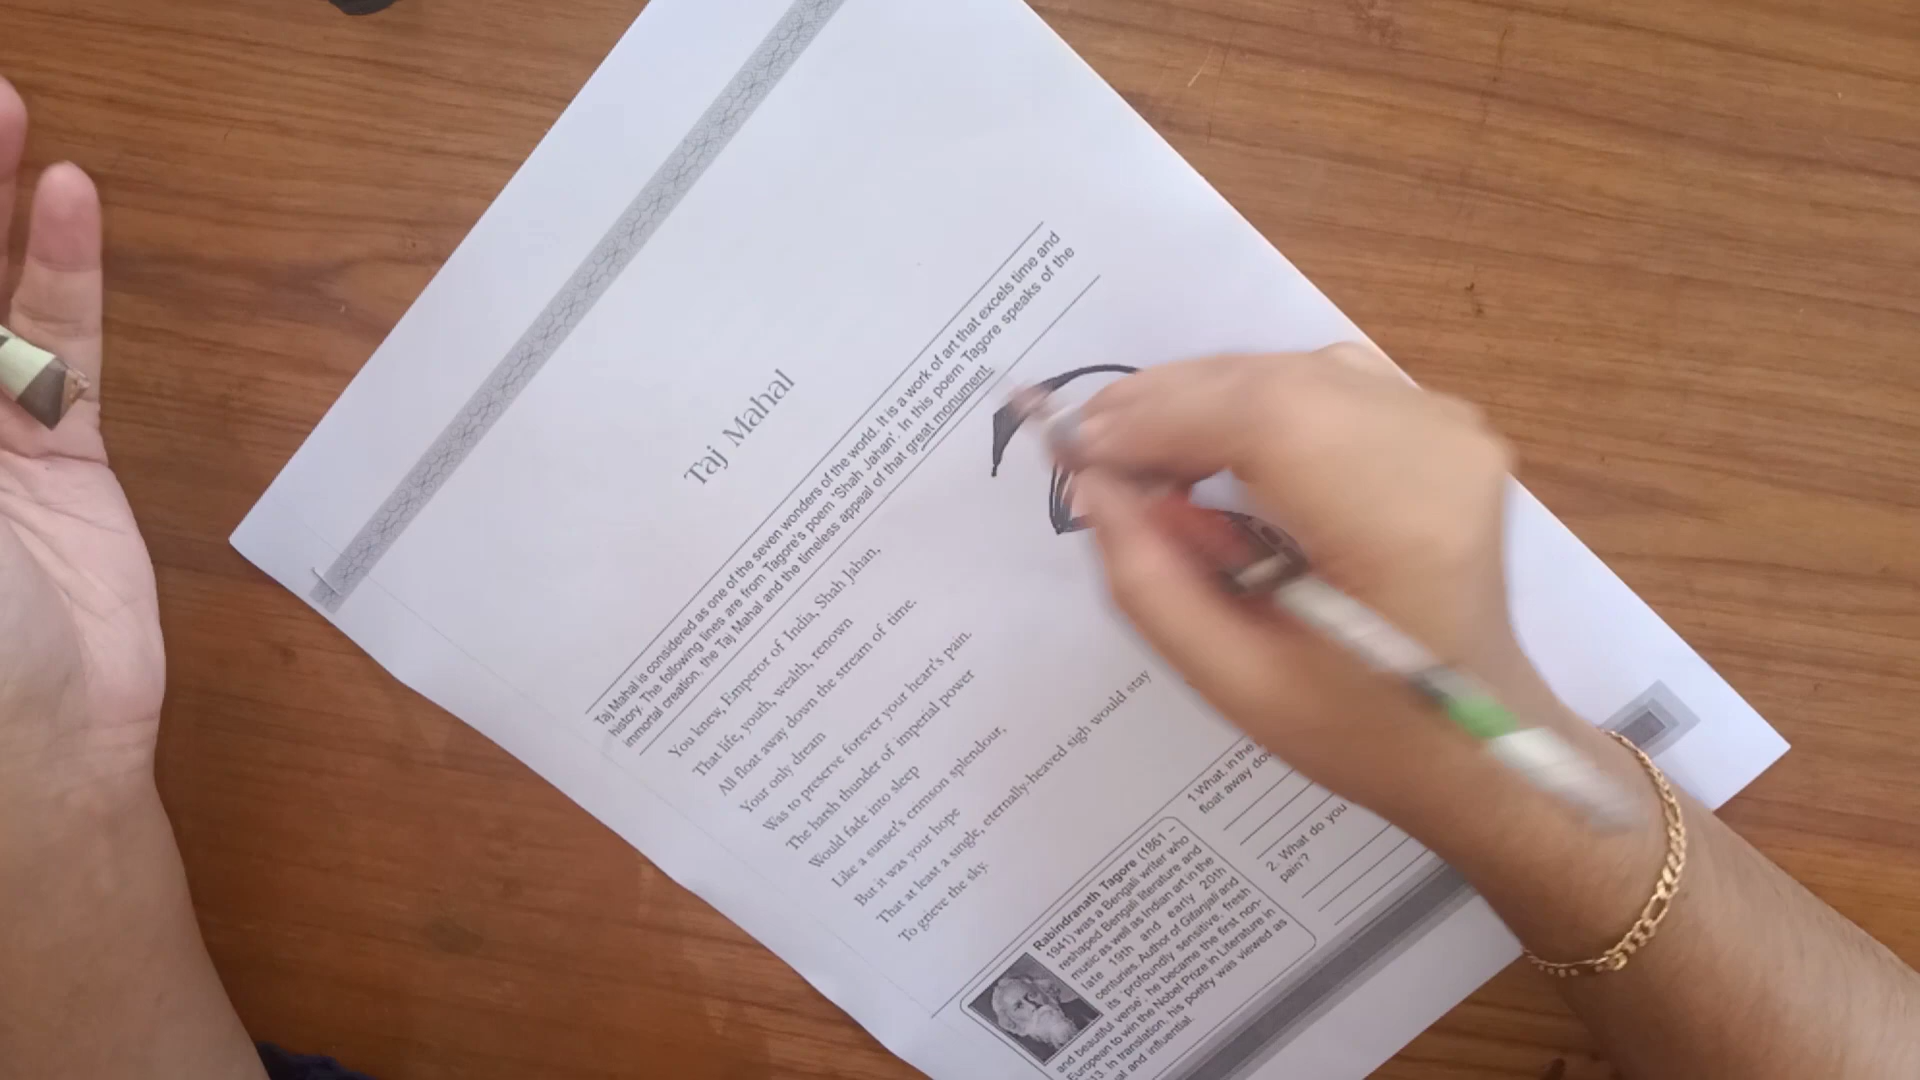 Taj Mahal
Taj Mahal is considered as one of the seven wonders of the world. It is a work of art that excels time and
history. The following lines are from Tagore's poem 'Shah Jahan'. In this poem Tagore speaks of the
immortal creation, the Taj Mahal and the timeless appeal of that great monument.
You knew, Emperor of India, Shah Jahan,
That life, youth, wealth, renown
All float away down the stream of time.
Your only dream
Was to preserve forever your heart's pain.
The harsh thunder of imperial power
Would fade into sleep
Like a sunset's crimson splendour,
But it was your hope
That at least a single, eternally-heaved sigh would stay
To grieve the sky.
Rabindranath Tagore (1861 –
1941) was a Bengali writer who
reshaped Bengali literature and
music as well as Indian art in the
late 19th and early 20th
centuries. Author of Gitanjali and
its 'profoundly sensitive, fresh
and beautiful verse', he became the first non-
European to win the Nobel Prize in Literature in
13. In translation, his poetry was viewed as
and influential.
1. What, in the
float away
2. What do you
pain'?